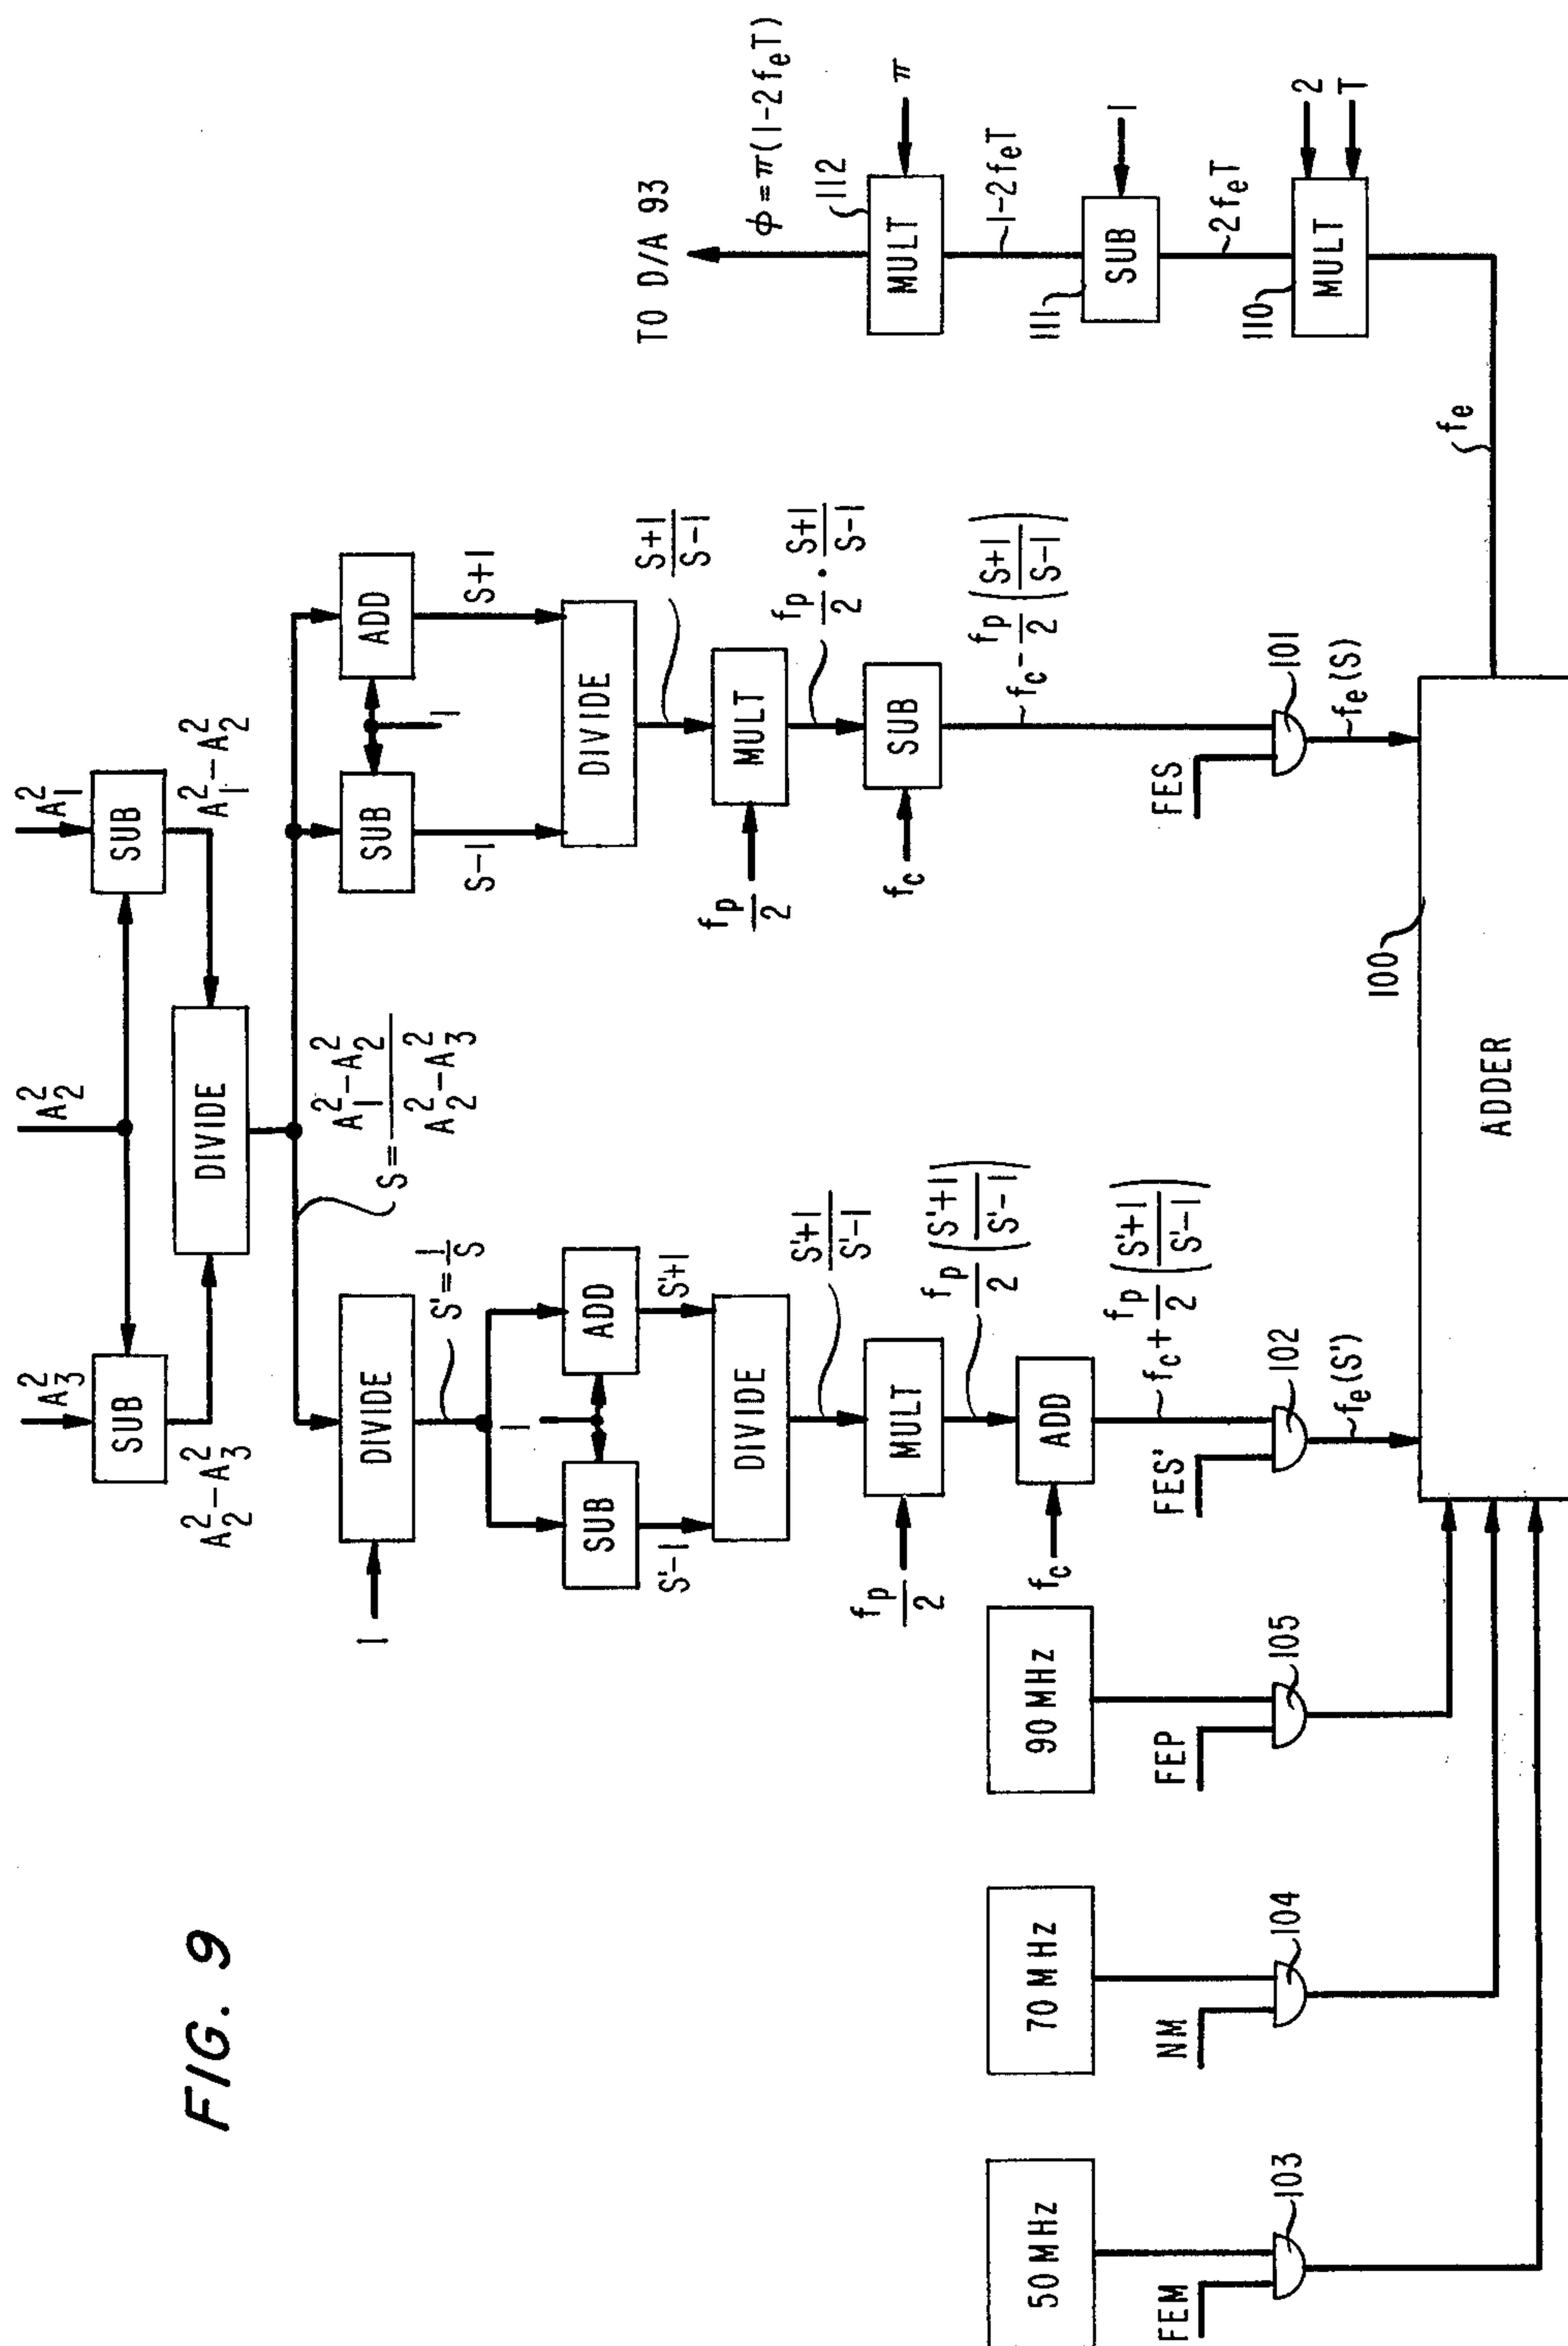 FIG. 9
A₃²
A₂²
A₁²
SUB
SUB
A₂²-A₃²
A₁²-A₂²
DIVIDE
S=(A₁²-A₂²)/(A₂²-A₃²)
1
DIVIDE
S'=1/S
SUB
ADD
1
S-1
S+1
1
SUB
ADD
S'-1
S'+1
DIVIDE
DIVIDE
(S'+1)/(S'-1)
(S+1)/(S-1)
fp/2
MULT
fp/2
MULT
fp/2((S'+1)/(S'-1))
fp/2·(S+1)/(S-1)
fc
ADD
fc
SUB
fc+fp/2((S'+1)/(S'-1))
fc-fp/2((S+1)/(S-1))
50 MHz
70 MHz
90 MHz
FEM
NM
FEP
FES'
FES
103
104
105
102
101
fe(S')
fe(S)
100
ADDER
fe
TO D/A 93
φ=π(1-2feT)
112
MULT
π
1-2feT
111
SUB
1
2feT
110
MULT
2
T